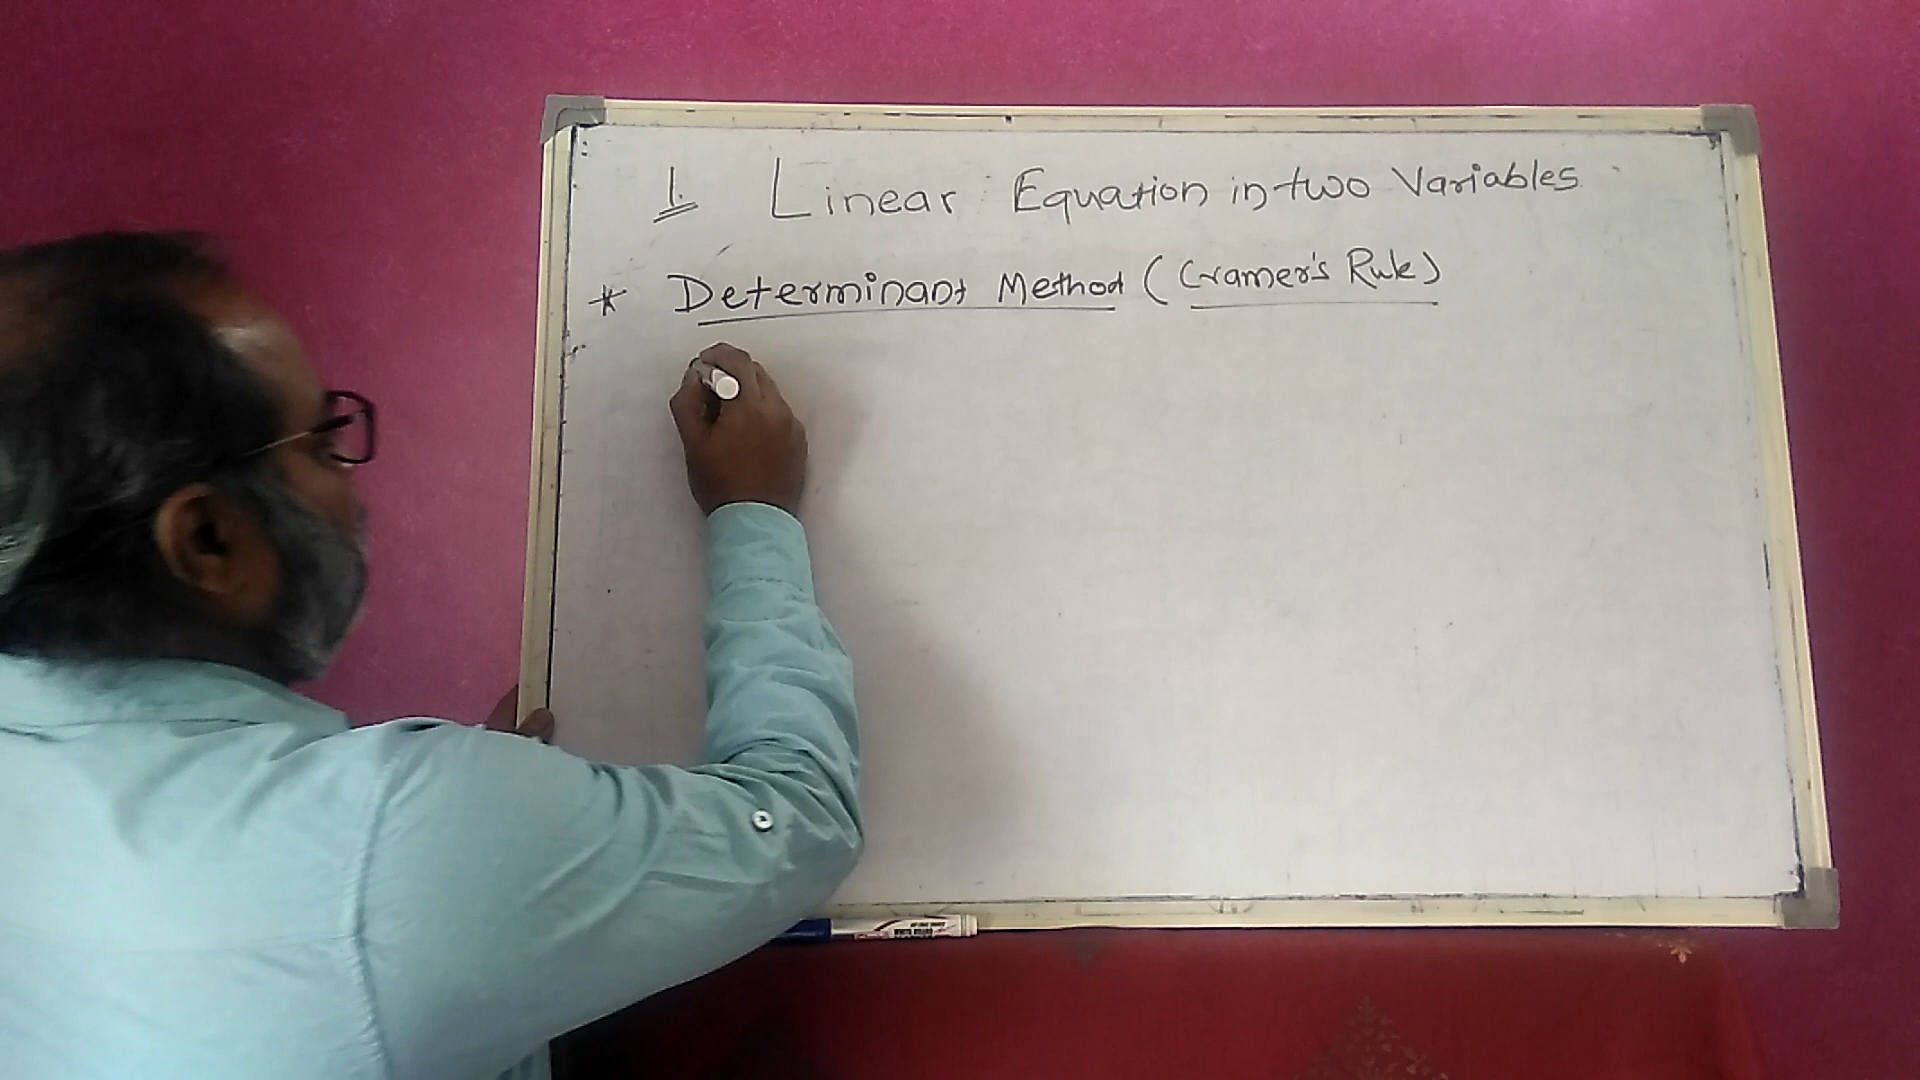 1. Linear Equation in two Variables
* Determinant Method (Cramer's Rule)